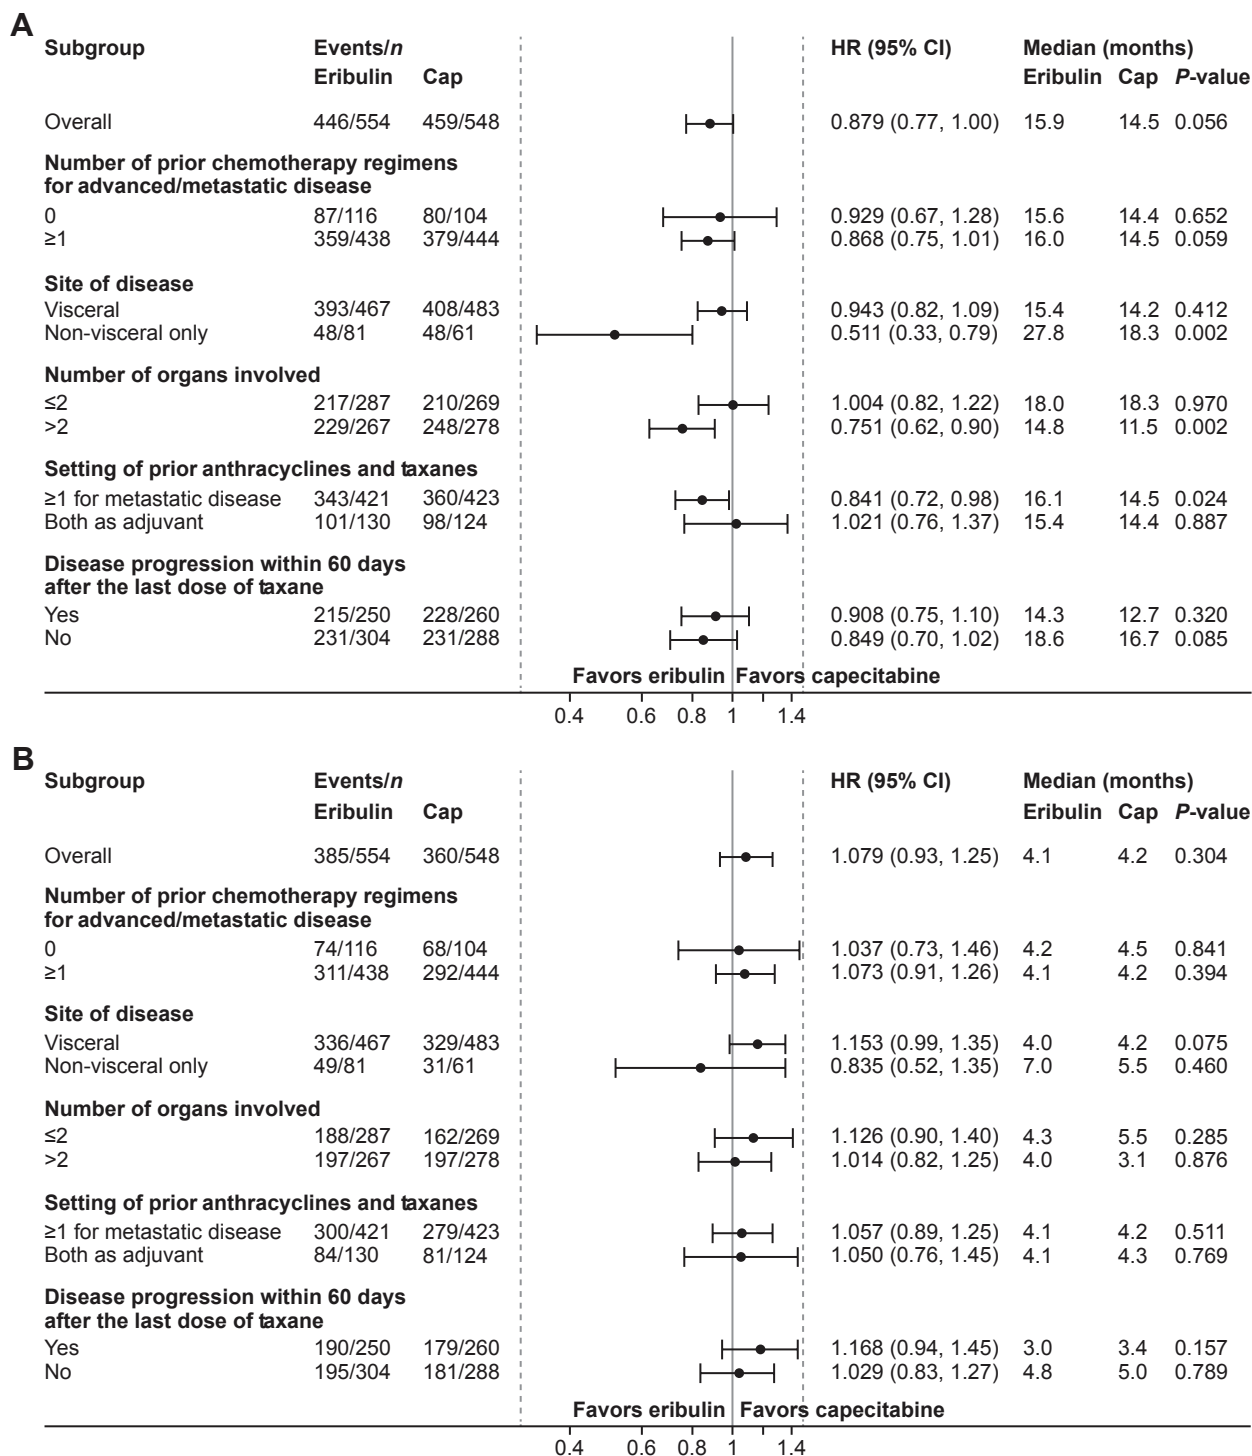 A
Subgroup Events/n HR (95% CI) Median (months)
Eribulin Cap Eribulin Cap P-value
Overall 446/554 459/548 0.879 (0.77, 1.00) 15.9 14.5 0.056
Number of prior chemotherapy regimens
for advanced/metastatic disease
0 87/116 80/104 0.929 (0.67, 1.28) 15.6 14.4 0.652
≥1 359/438 379/444 0.868 (0.75, 1.01) 16.0 14.5 0.059
Site of disease
Visceral 393/467 408/483 0.943 (0.82, 1.09) 15.4 14.2 0.412
Non-visceral only 48/81 48/61 0.511 (0.33, 0.79) 27.8 18.3 0.002
Number of organs involved
≤2 217/287 210/269 1.004 (0.82, 1.22) 18.0 18.3 0.970
>2 229/267 248/278 0.751 (0.62, 0.90) 14.8 11.5 0.002
Setting of prior anthracyclines and taxanes
≥1 for metastatic disease 343/421 360/423 0.841 (0.72, 0.98) 16.1 14.5 0.024
Both as adjuvant 101/130 98/124 1.021 (0.76, 1.37) 15.4 14.4 0.887
Disease progression within 60 days
after the last dose of taxane
Yes 215/250 228/260 0.908 (0.75, 1.10) 14.3 12.7 0.320
No 231/304 231/288 0.849 (0.70, 1.02) 18.6 16.7 0.085
Favors eribulin Favors capecitabine
0.4 0.6 0.8 1 1.4
B
Subgroup Events/n HR (95% CI) Median (months)
Eribulin Cap Eribulin Cap P-value
Overall 385/554 360/548 1.079 (0.93, 1.25) 4.1 4.2 0.304
Number of prior chemotherapy regimens
for advanced/metastatic disease
0 74/116 68/104 1.037 (0.73, 1.46) 4.2 4.5 0.841
≥1 311/438 292/444 1.073 (0.91, 1.26) 4.1 4.2 0.394
Site of disease
Visceral 336/467 329/483 1.153 (0.99, 1.35) 4.0 4.2 0.075
Non-visceral only 49/81 31/61 0.835 (0.52, 1.35) 7.0 5.5 0.460
Number of organs involved
≤2 188/287 162/269 1.126 (0.90, 1.40) 4.3 5.5 0.285
>2 197/267 197/278 1.014 (0.82, 1.25) 4.0 3.1 0.876
Setting of prior anthracyclines and taxanes
≥1 for metastatic disease 300/421 279/423 1.057 (0.89, 1.25) 4.1 4.2 0.511
Both as adjuvant 84/130 81/124 1.050 (0.76, 1.45) 4.1 4.3 0.769
Disease progression within 60 days
after the last dose of taxane
Yes 190/250 179/260 1.168 (0.94, 1.45) 3.0 3.4 0.157
No 195/304 181/288 1.029 (0.83, 1.27) 4.8 5.0 0.789
Favors eribulin Favors capecitabine
0.4 0.6 0.8 1 1.4